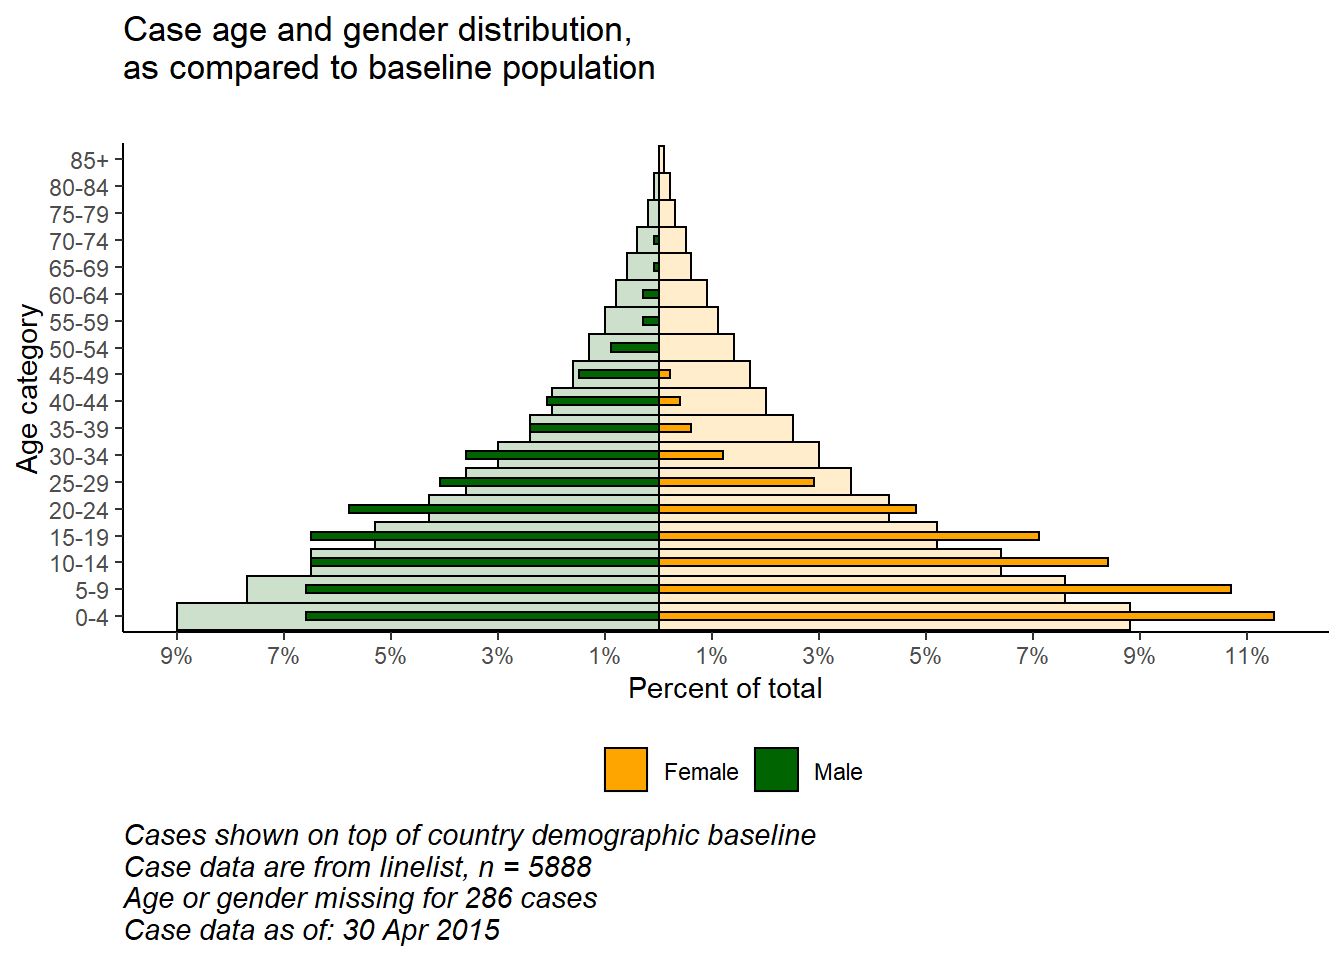 Case age and gender distribution,
as compared to baseline population
Age category
85+
80-84
75-79
70-74
65-69
60-64
55-59
50-54
45-49
40-44
35-39
30-34
25-29
20-24
15-19
10-14
5-9
0-4
9% 7% 5% 3% 1% 1% 3% 5% 7% 9% 11%
Percent of total
Female Male
Cases shown on top of country demographic baseline
Case data are from linelist, n = 5888
Age or gender missing for 286 cases
Case data as of: 30 Apr 2015